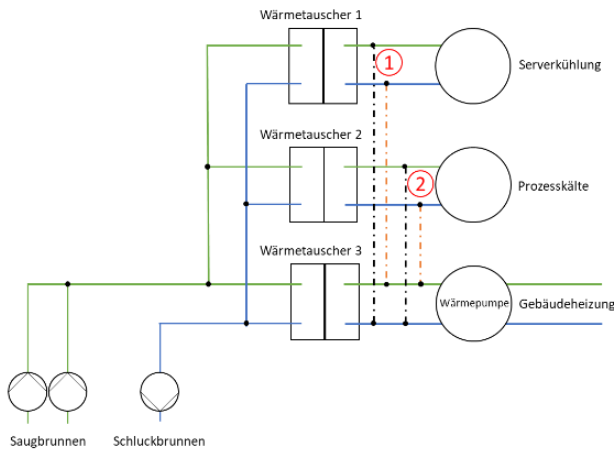 Wärmetauscher 1
1
Serverkühlung
Wärmetauscher 2
2
Prozesskälte
Wärmetauscher 3
Wärmepumpe
Gebäudeheizung
Saugbrunnen
Schluckbrunnen